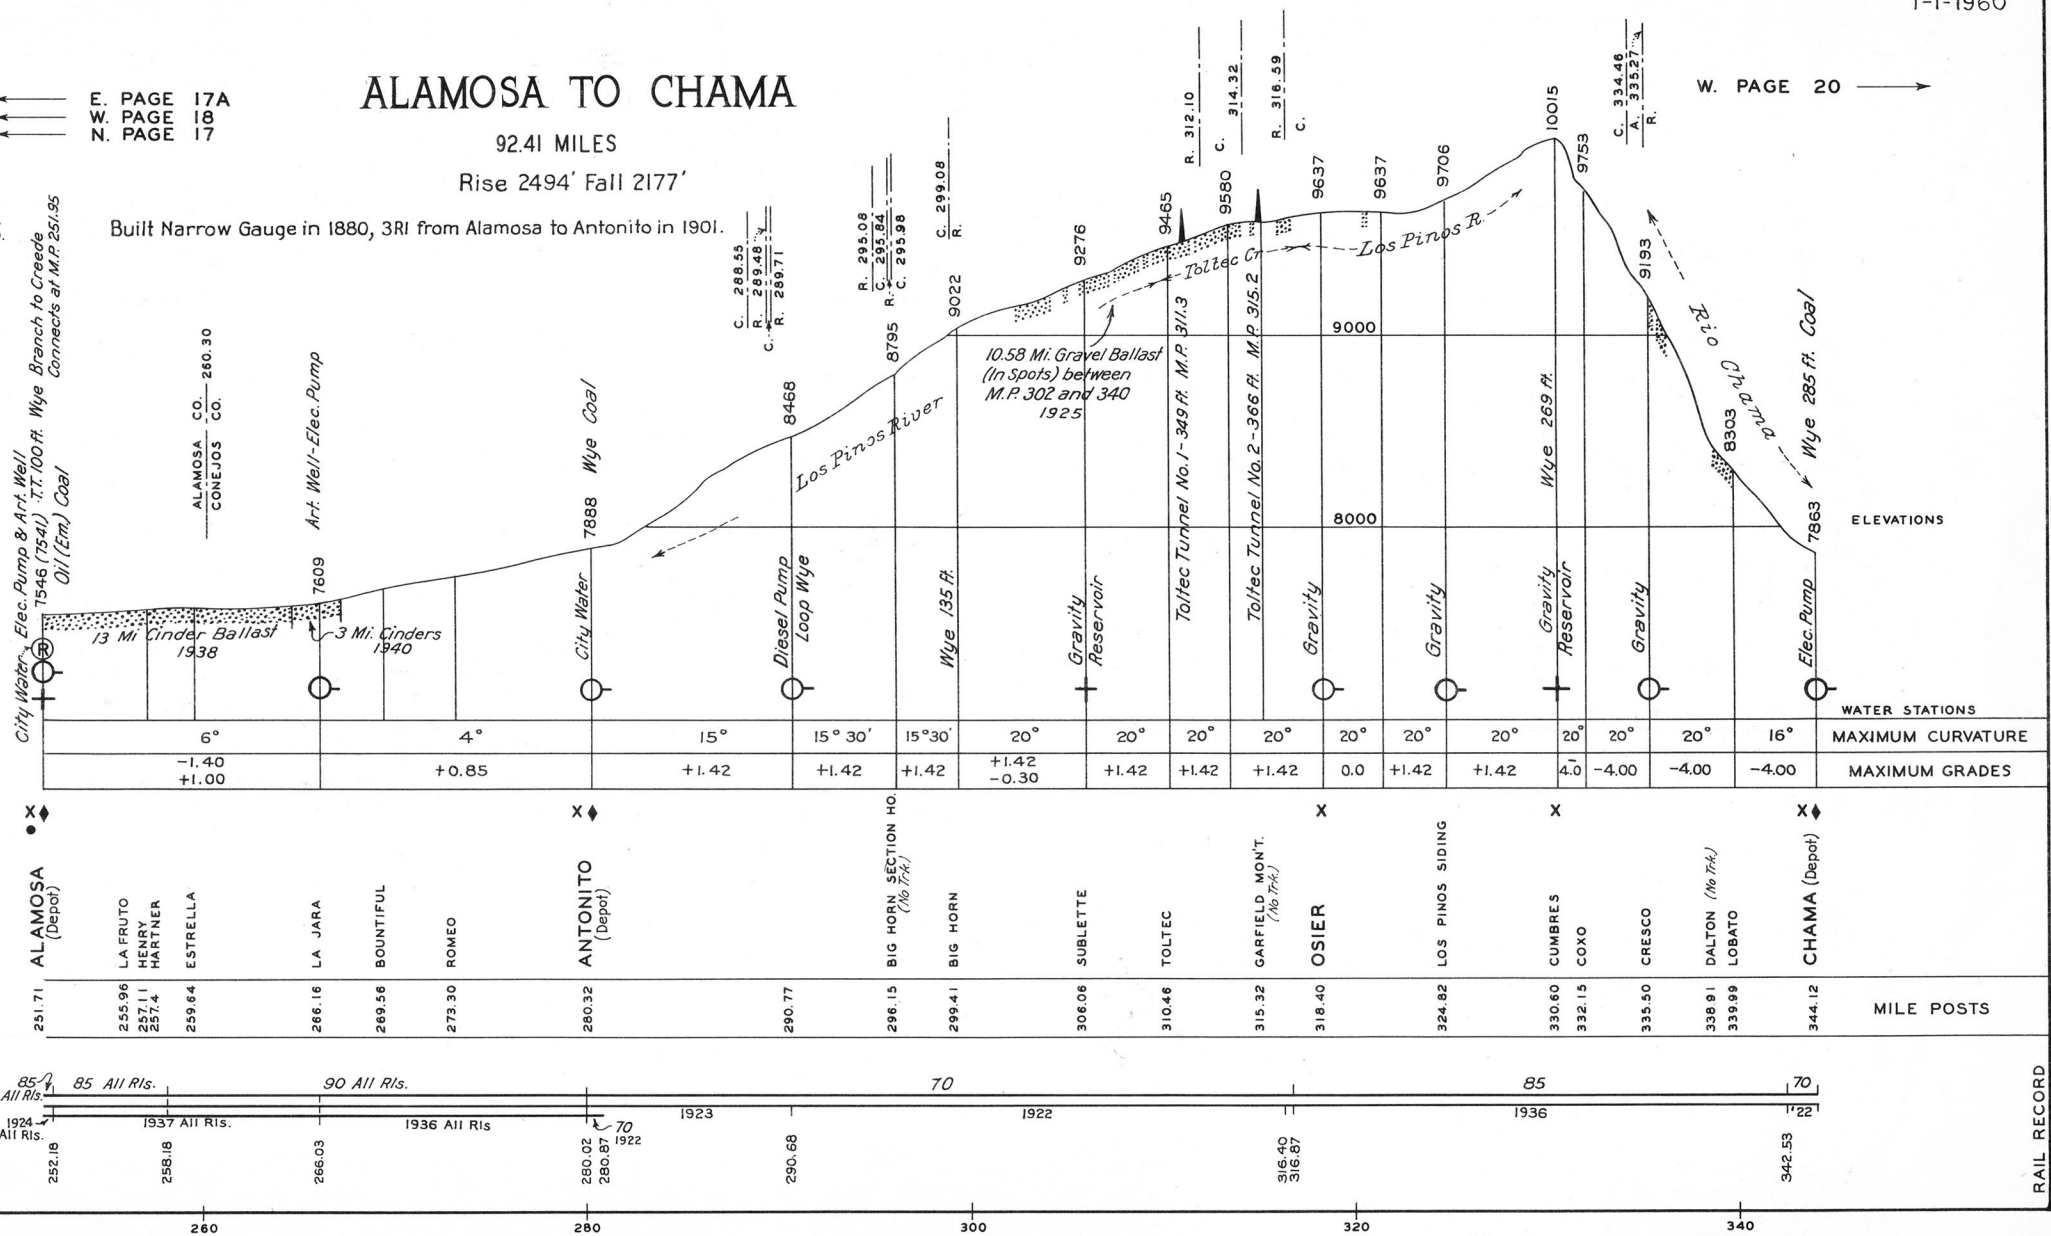 1-1-1960
E. PAGE 17A
W. PAGE 18
N. PAGE 17
ALAMOSA TO CHAMA
92.41 MILES
Rise 2494' Fall 2177'
Built Narrow Gauge in 1880, 3RI from Alamosa to Antonito in 1901.
W. PAGE 20
City Water Elec. Pump & Art. Well
7546 (7541) T.T. 100 ft. Wye Branch to Creede
Connects at M.P. 251.95
Oil (Em.) Coal
ALAMOSA CO.
CONEJOS CO.
260.30
7609 Art. Well-Elec. Pump
7888 Wye Coal
City Water
C. 288.55
R. 289.48
C.
R. 289.71
8468
Diesel Pump
Loop Wye
R. 295.08
C. 295.84
R.
C. 295.98
8795
C. 299.08
R.
9022
Wye 135 ft.
9276
Gravity
Reservoir
R. 312.10
C.
314.32
R. 316.59
C.
9465
9580
9637
9637
9706
10015
9753
C. 334.46
A. 335.27
R.
9193
8303
7863 Wye 285 ft. Coal
Toltec Tunnel No. 1-349 ft. M.P. 311.3
Toltec Tunnel No. 2-366 ft. M.P. 315.2
Gravity
Gravity
Wye 269 ft.
Gravity
Reservoir
Gravity
Elec. Pump
Los Pinos River
Toltec Cr.
Los Pinos R.
Rio Chama
10.58 Mi. Gravel Ballast
(In Spots) between
M.P. 302 and 340
1925
9000
8000
ELEVATIONS
13 Mi Cinder Ballast
1938
3 Mi. Cinders
1940
R
WATER STATIONS
6° 4° 15° 15° 30' 15° 30' 20° 20° 20° 20° 20° 20° 20° 20° 20° 20° 16° MAXIMUM CURVATURE
-1.40
+1.00
+0.85 +1.42 +1.42 +1.42
+1.42
-0.30
+1.42 +1.42 +1.42 0.0 +1.42 +1.42 -4.0 -4.00 -4.00 -4.00 MAXIMUM GRADES
X X X X X
ALAMOSA
(Depot)
LA FRUTO
HENRY
HARTNER
ESTRELLA
LA JARA
BOUNTIFUL
ROMEO
ANTONITO
(Depot)
BIG HORN SECTION HO.
(No Trk.)
BIG HORN
SUBLETTE
TOLTEC
GARFIELD MON'T.
(No Trk.)
OSIER
LOS PINOS SIDING
CUMBRES
COXO
CRESCO
DALTON (No Trk.)
LOBATO
CHAMA (Depot)
251.71 255.96 257.11 257.4 259.64 266.16 269.56 273.30 280.32 290.77 296.15 299.41 306.06 310.46 315.32 318.40 324.82 330.60 332.15 335.50 338.91 339.99 344.12 MILE POSTS
85
All Rls.
85 All Rls. 90 All Rls. 70 85 70
1924
All Rls.
1937 All Rls. 1936 All Rls 1923 1922 1936 '22
70
1922
252.18 258.18 266.03 280.02 280.87 290.68 316.40 316.87 342.53
RAIL RECORD
260 280 300 320 340